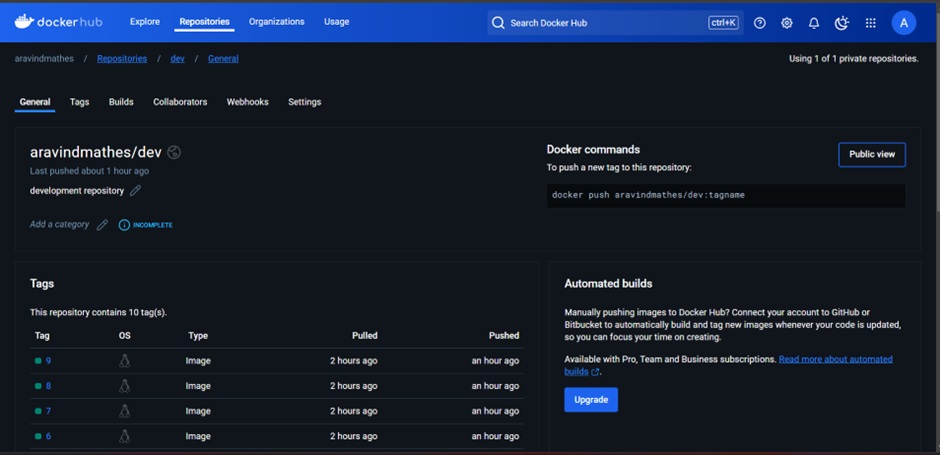 dockerhub Explore Repositories Organizations Usage Search Docker Hub ctrl+K A
aravindmathes / Repositories / dev / General Using 1 of 1 private repositories.
General Tags Builds Collaborators Webhooks Settings
aravindmathes/dev
Last pushed about 1 hour ago
development repository
Add a category INCOMPLETE
Docker commands
Public view
To push a new tag to this repository:
docker push aravindmathes/dev:tagname
Tags
This repository contains 10 tag(s).
Tag OS Type Pulled Pushed
9 Image 2 hours ago an hour ago
8 Image 2 hours ago an hour ago
7 Image 2 hours ago an hour ago
6 Image 2 hours ago an hour ago
Automated builds
Manually pushing images to Docker Hub? Connect your account to GitHub or
Bitbucket to automatically build and tag new images whenever your code is updated,
so you can focus your time on creating.
Available with Pro, Team and Business subscriptions. Read more about automated
builds.
Upgrade